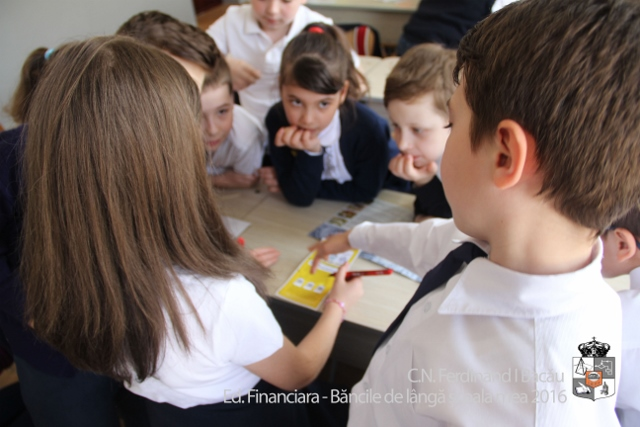 C.N. Ferdinand I Bacău
Ed. Financiara - Băncile de lângă școala mea 2016